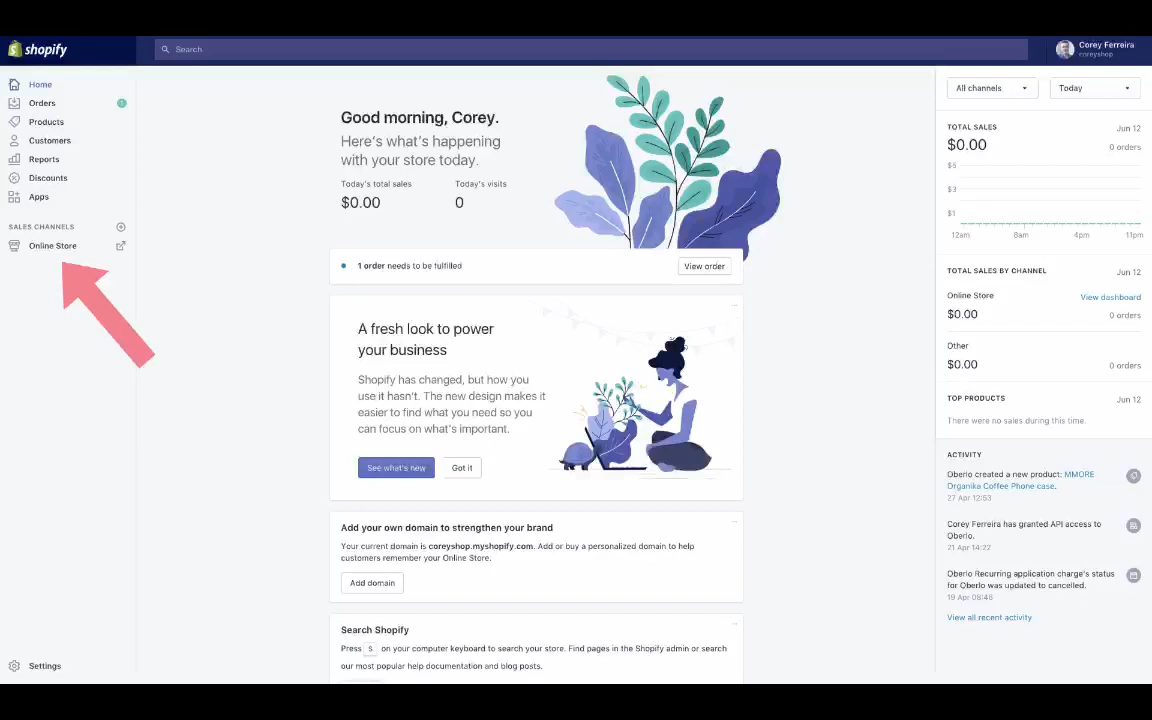 shopify
Search
Corey Ferreira
coreyshop
Home
Orders
1
Products
Customers
Reports
Discounts
Apps
SALES CHANNELS
Online Store
Settings
Good morning, Corey.
Here's what's happening
with your store today.
Today's total sales
Today's visits
$0.00
0
1 order needs to be fulfilled
View order
A fresh look to power
your business
Shopify has changed, but how you
use it hasn't. The new design makes it
easier to find what you need so you
can focus on what's important.
See what's new
Got it
Add your own domain to strengthen your brand
Your current domain is coreyshop.myshopify.com. Add or buy a personalized domain to help
customers remember your Online Store.
Add domain
Search Shopify
Press S on your computer keyboard to search your store. Find pages in the Shopify admin or search
our most popular help documentation and blog posts.
All channels
Today
TOTAL SALES
Jun 12
$0.00
0 orders
$5
$3
$1
12am
8am
4pm
11pm
TOTAL SALES BY CHANNEL
Jun 12
Online Store
View dashboard
$0.00
0 orders
Other
$0.00
0 orders
TOP PRODUCTS
Jun 12
There were no sales during this time.
ACTIVITY
Oberlo created a new product: MMORE
Organika Coffee Phone case.
27 Apr 12:53
Corey Ferreira has granted API access to
Oberlo.
21 Apr 14:22
Oberlo Recurring application charge's status
for Oberlo was updated to cancelled.
19 Apr 08:48
View all recent activity